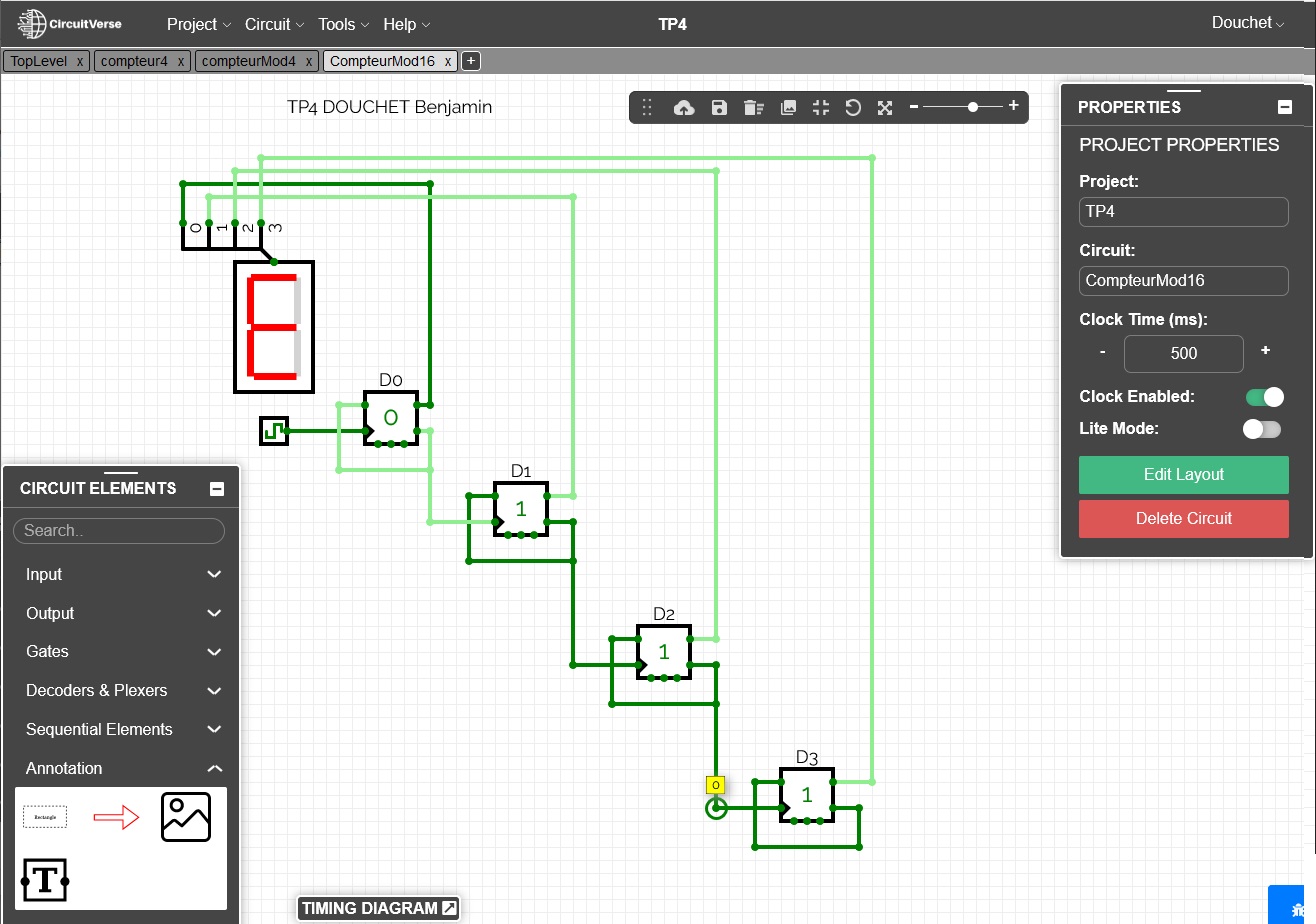 CircuitVerse Project Circuit Tools Help TP4 Douchet
TopLevel x compteur4 x compteurMod4 x CompteurMod16 x +
TP4 DOUCHET Benjamin
PROPERTIES
PROJECT PROPERTIES
Project:
TP4
Circuit:
CompteurMod16
Clock Time (ms):
- 500 +
Clock Enabled:
Lite Mode:
Edit Layout
Delete Circuit
0 1 2 3
E
D0
0
D1
1
D2
1
D3
0
1
CIRCUIT ELEMENTS
Search..
Input
Output
Gates
Decoders & Plexers
Sequential Elements
Annotation
Rectangle
T
TIMING DIAGRAM